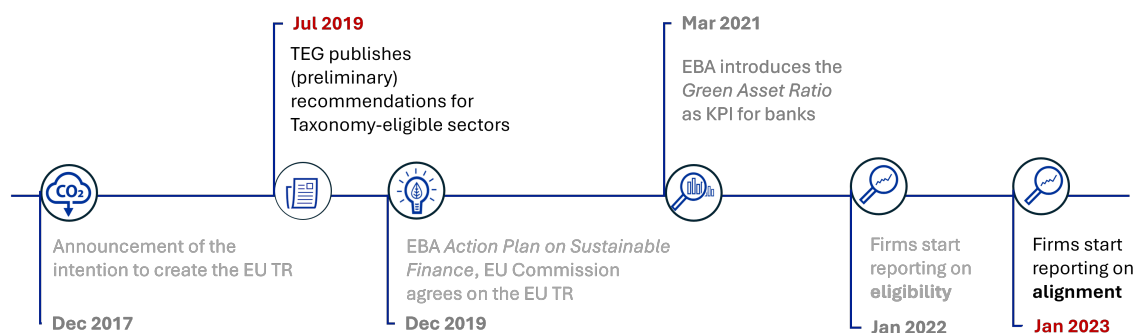 Jul 2019
TEG publishes
(preliminary)
recommendations for
Taxonomy-eligible sectors
Mar 2021
EBA introduces the
Green Asset Ratio
as KPI for banks
CO₂
Announcement of the
intention to create the EU TR
Dec 2017
EBA Action Plan on Sustainable
Finance, EU Commission
agrees on the EU TR
Dec 2019
Firms start
reporting on
eligibility
Jan 2022
Firms start
reporting on
alignment
Jan 2023